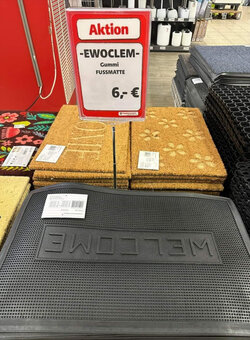 Aktion
-EWOCLEM-
Gummi
FUSSMATTE
6,- €
WELCOME